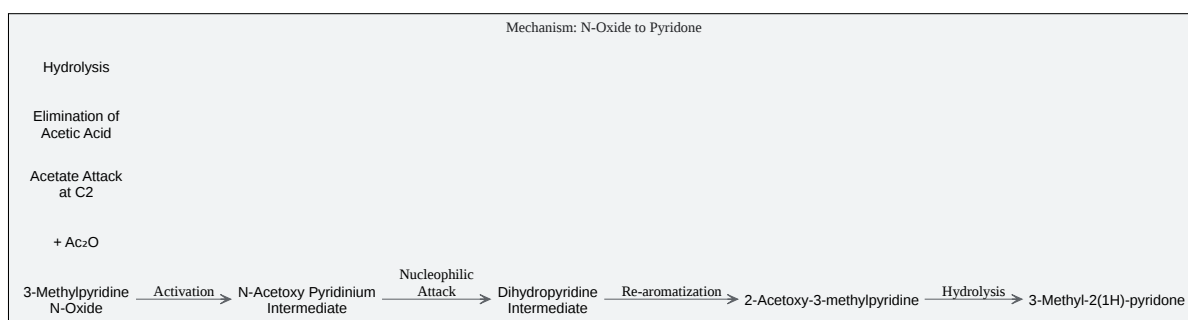 Mechanism: N-Oxide to Pyridone
Hydrolysis
Elimination of
Acetic Acid
Acetate Attack
at C2
+ Ac₂O
3-Methylpyridine
N-Oxide
Activation
N-Acetoxy Pyridinium
Intermediate
Nucleophilic
Attack
Dihydropyridine
Intermediate
Re-aromatization
2-Acetoxy-3-methylpyridine
Hydrolysis
3-Methyl-2(1H)-pyridone